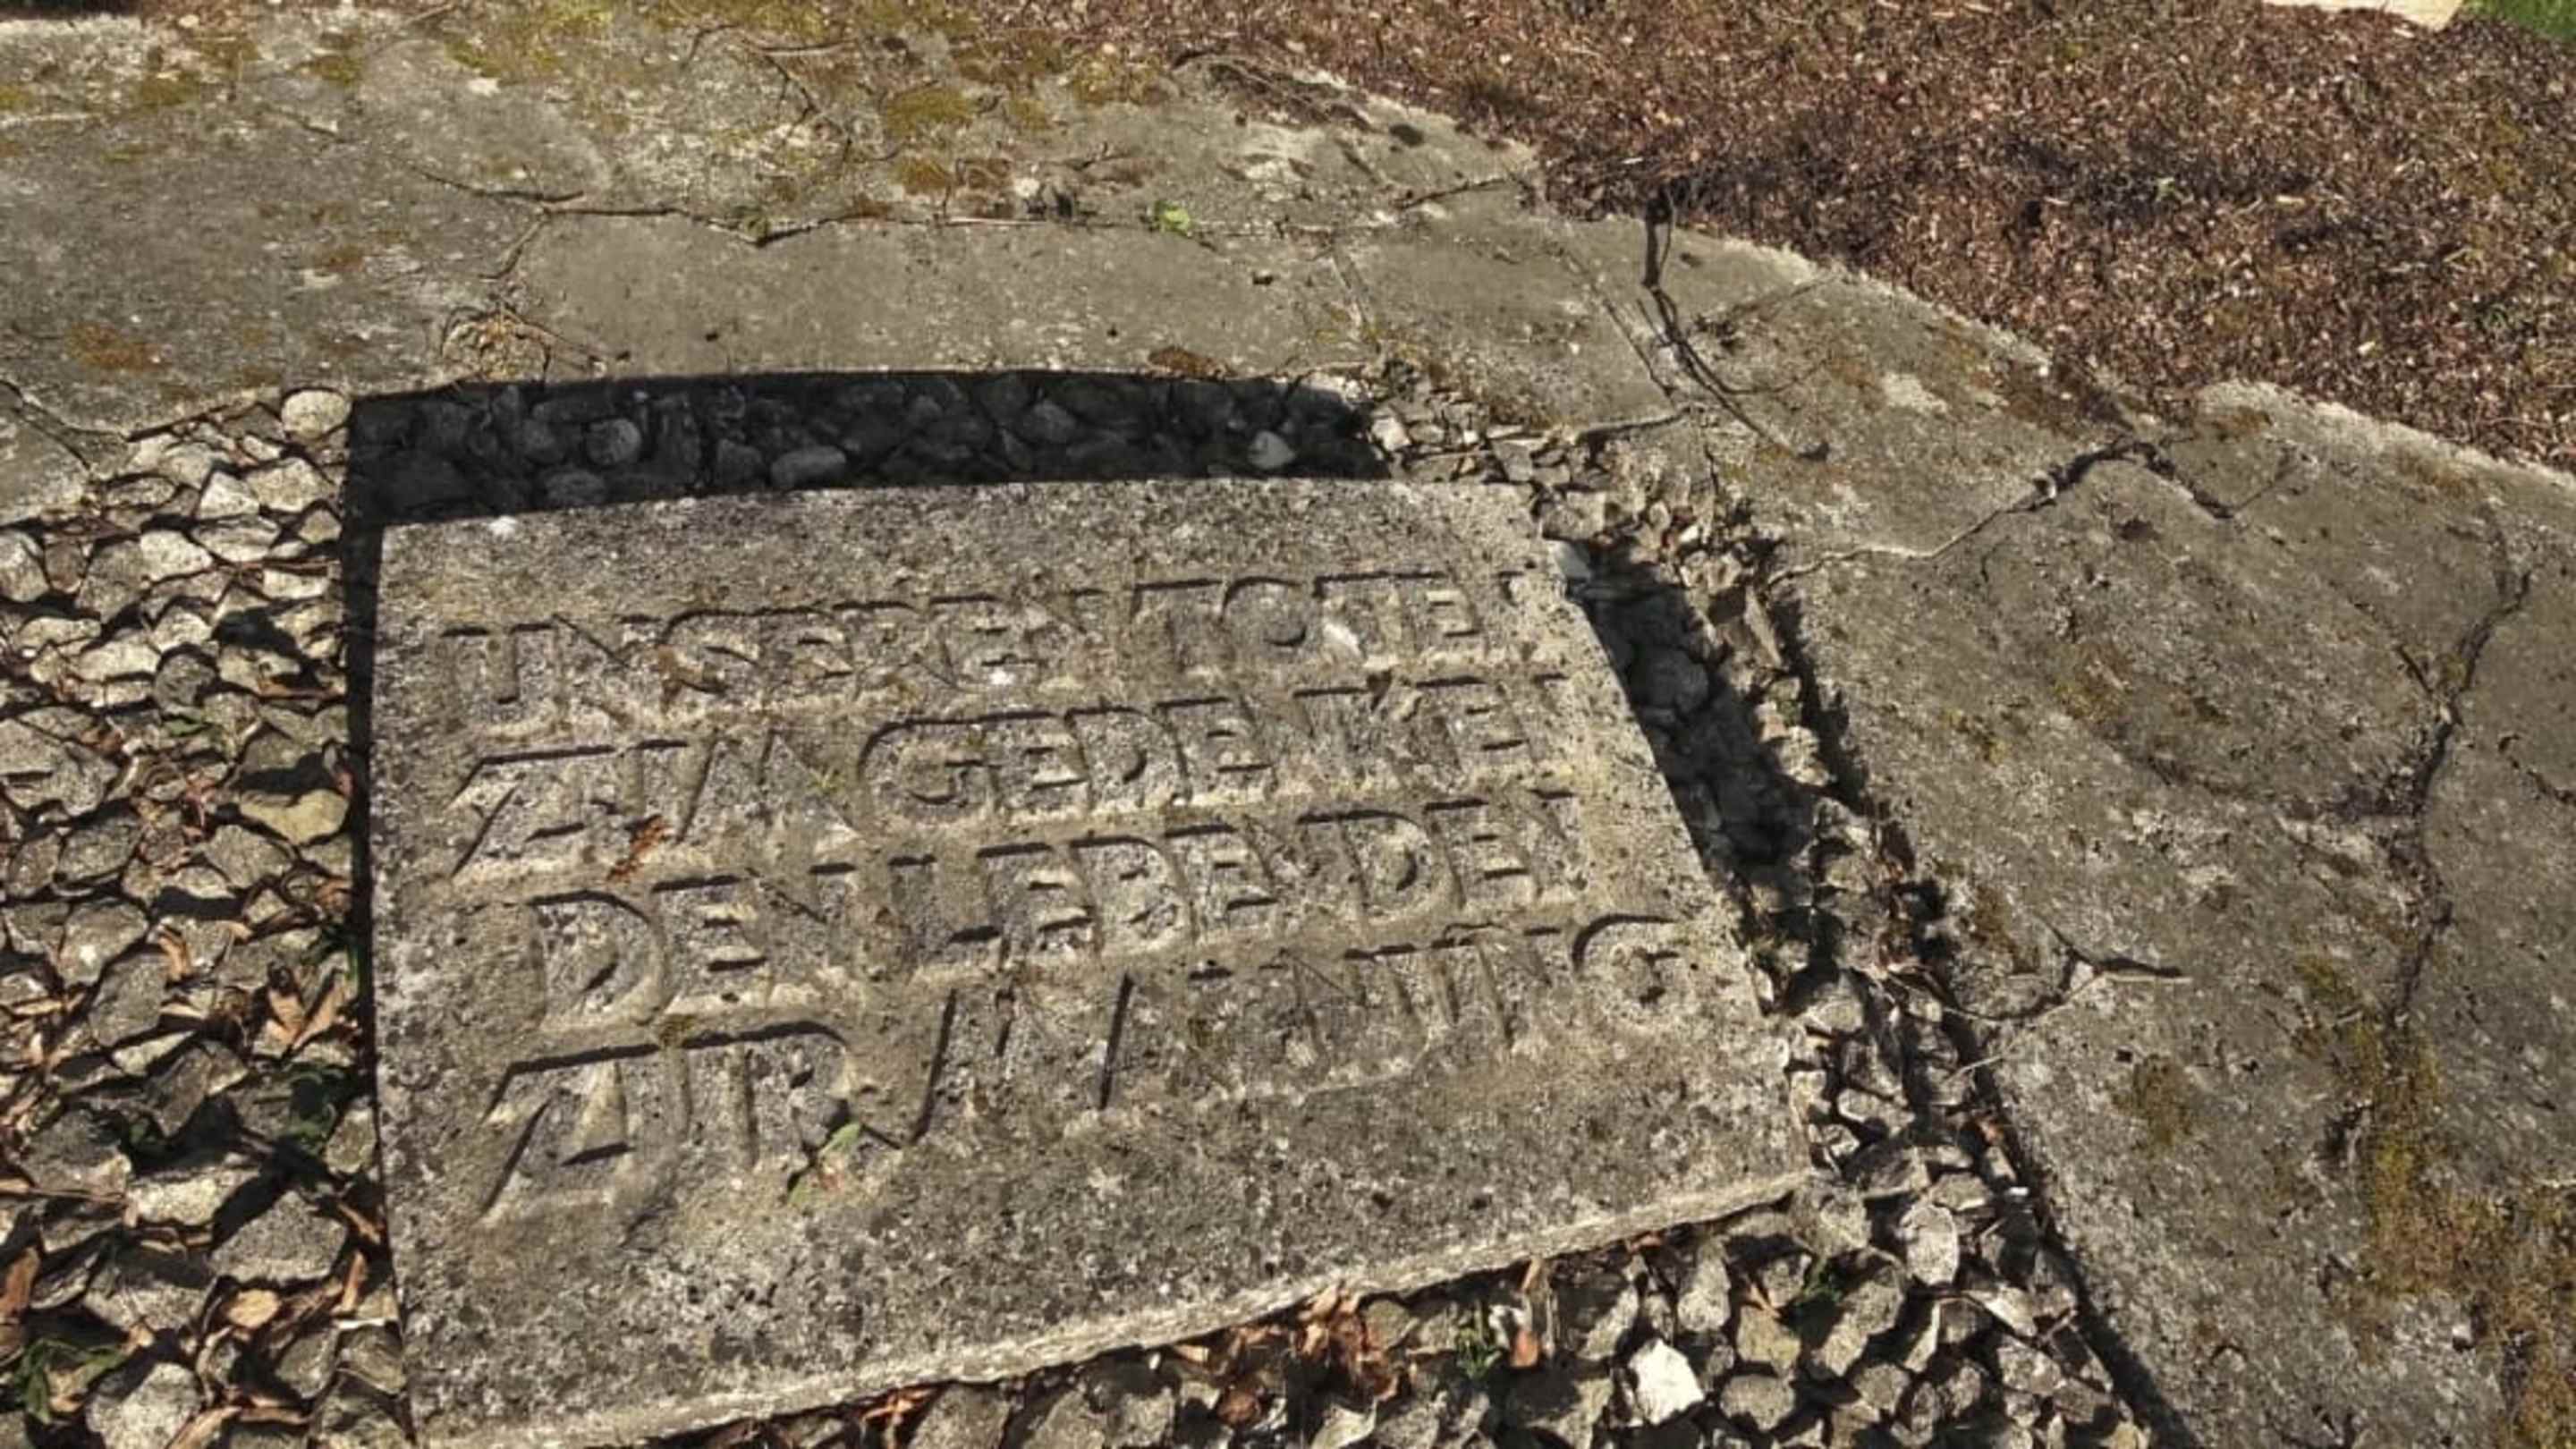 UNSEREN TOTEN
ZUM GEDENKEN
DEN LEBENDEN
ZUR MAHNUNG